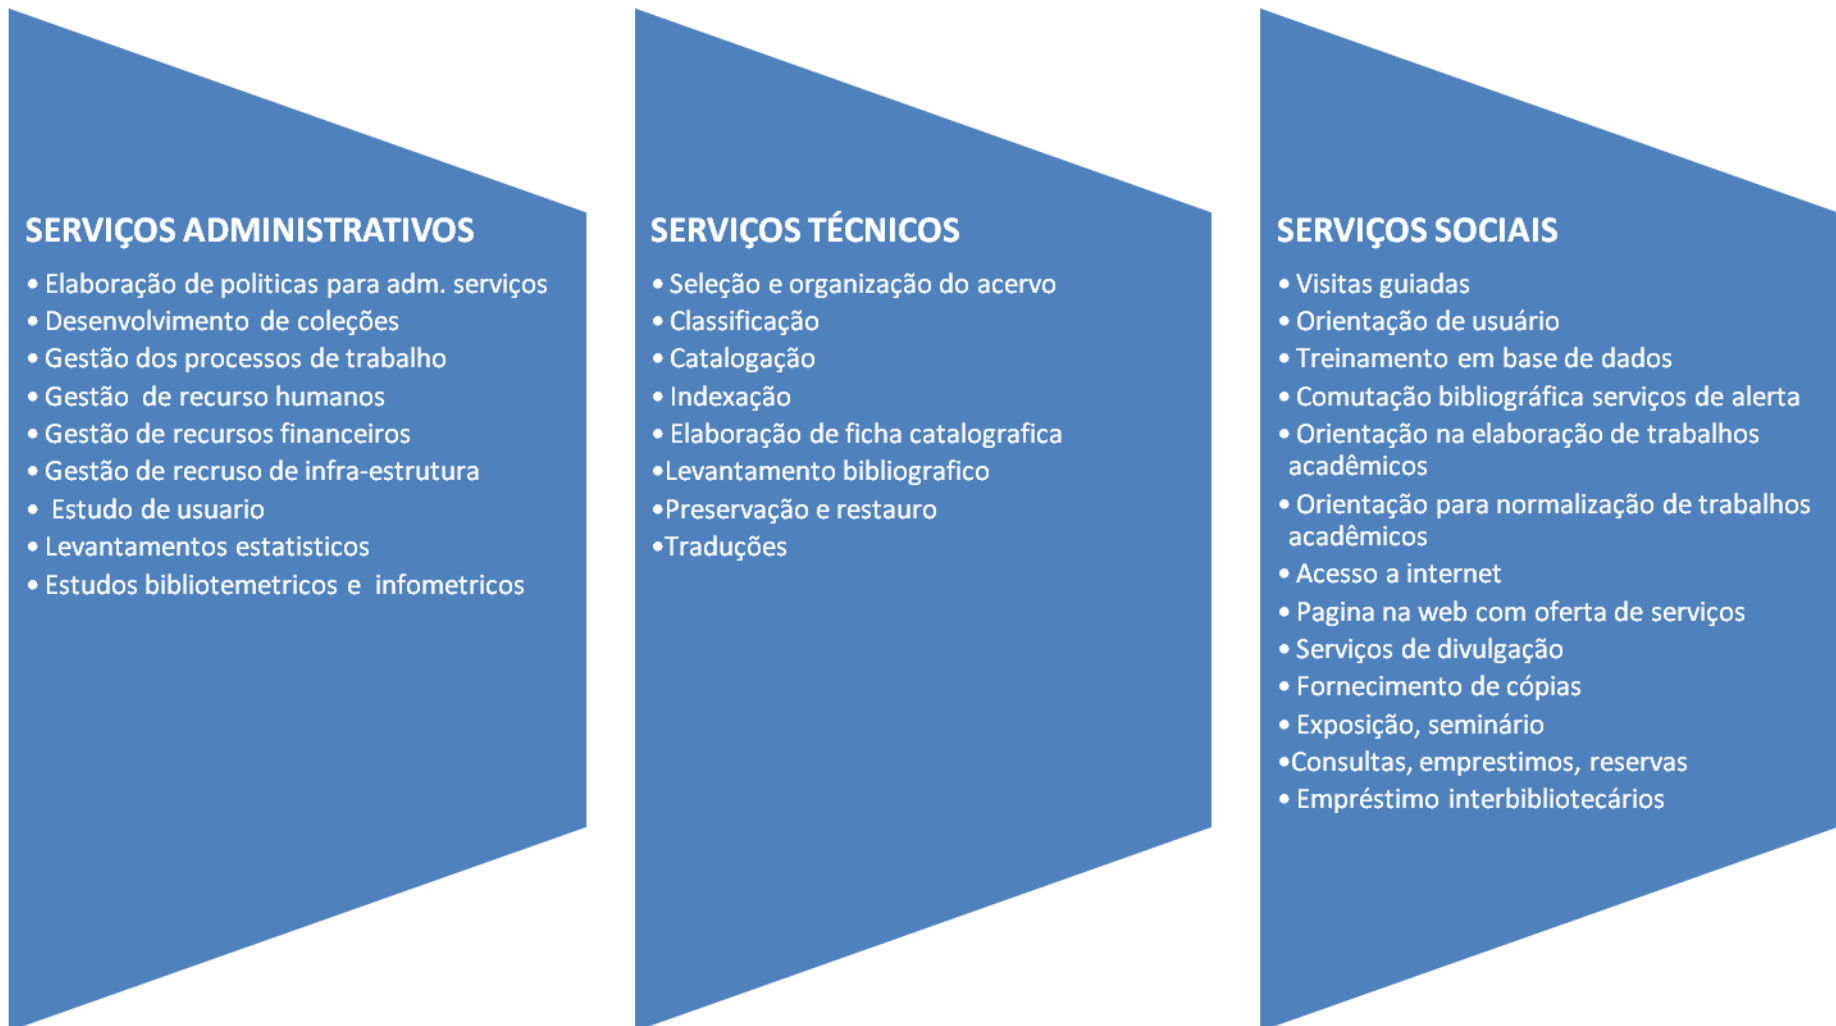 SERVIÇOS ADMINISTRATIVOS
• Elaboração de politicas para adm. serviços
• Desenvolvimento de coleções
• Gestão dos processos de trabalho
• Gestão de recurso humanos
• Gestão de recursos financeiros
• Gestão de recruso de infra-estrutura
• Estudo de usuario
• Levantamentos estatisticos
• Estudos bibliotemetricos e infometricos
SERVIÇOS TÉCNICOS
• Seleção e organização do acervo
• Classificação
• Catalogação
• Indexação
• Elaboração de ficha catalografica
•Levantamento bibliografico
•Preservação e restauro
•Traduções
SERVIÇOS SOCIAIS
• Visitas guiadas
• Orientação de usuário
• Treinamento em base de dados
• Comutação bibliográfica serviços de alerta
• Orientação na elaboração de trabalhos
acadêmicos
• Orientação para normalização de trabalhos
acadêmicos
• Acesso a internet
• Pagina na web com oferta de serviços
• Serviços de divulgação
• Fornecimento de cópias
• Exposição, seminário
•Consultas, emprestimos, reservas
• Empréstimo interbibliotecários